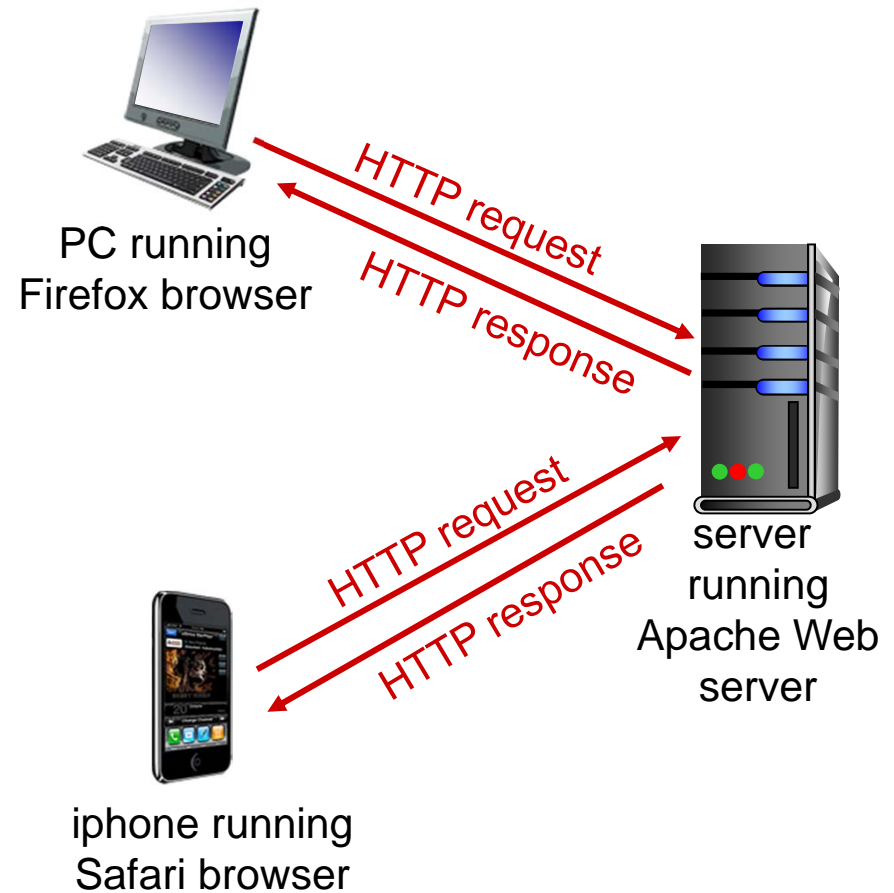 HTTP request
HTTP response
PC running
Firefox browser
HTTP request
HTTP response
server
running
Apache Web
server
iphone running
Safari browser